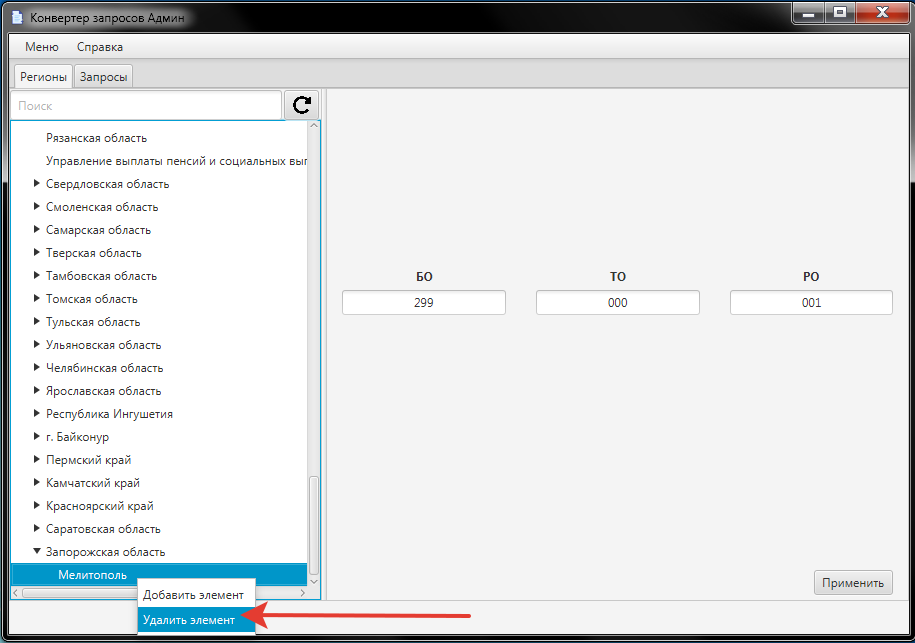 Конвертер запросов Админ
Меню Справка
Регионы Запросы
Поиск
Рязанская область
Управление выплаты пенсий и социальных вып
Свердловская область
Смоленская область
Самарская область
Тверская область
Тамбовская область
Томская область
Тульская область
Ульяновская область
Челябинская область
Ярославская область
Республика Ингушетия
г. Байконур
Пермский край
Камчатский край
Красноярский край
Саратовская область
Запорожская область
Мелитополь
Добавить элемент
Удалить элемент
БО ТО РО
299 000 001
Применить